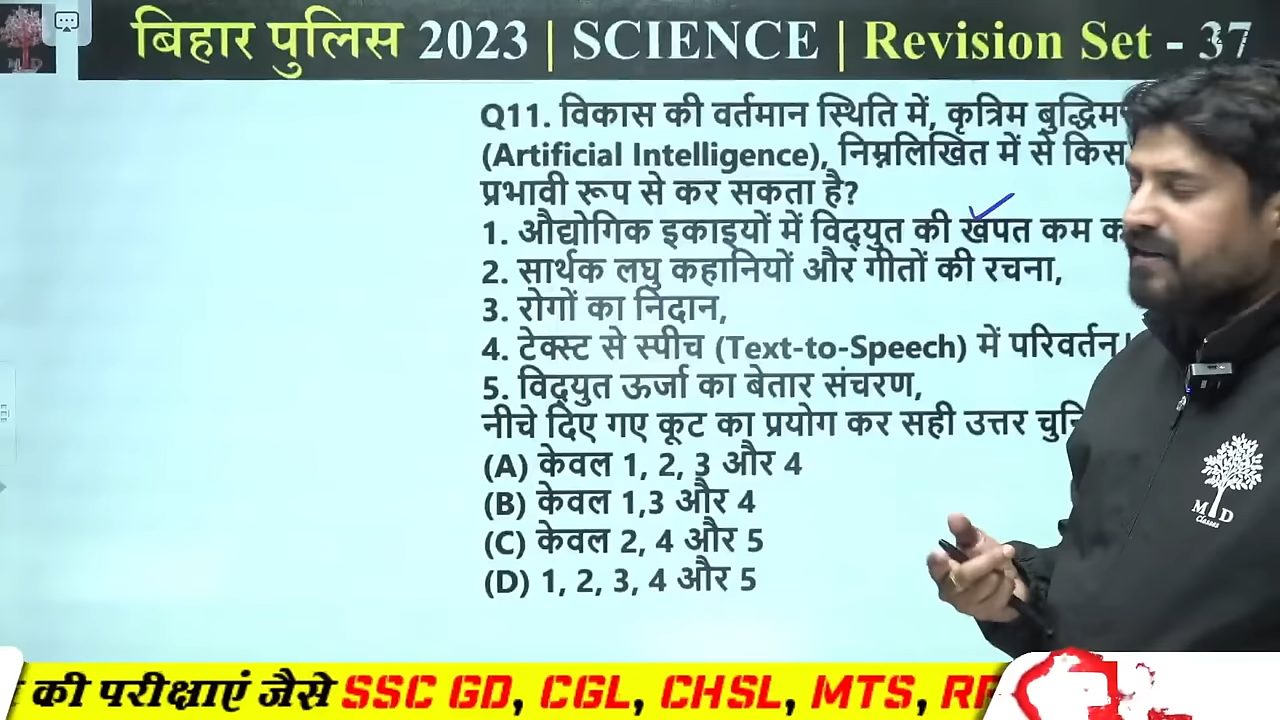 बिहार पुलिस 2023 | SCIENCE | Revision Set - 37
M D
Q11. विकास की वर्तमान स्थिति में, कृत्रिम
(Artificial Intelligence), निम्नलिखित में से किस
प्रभावी रूप से कर सकता है?
1. औद्योगिक इकाइयों में विद्युत की खपत कम
2. सार्थक लघु कहानियों और गीतों की रचना,
3. रोगों का निदान,
4. टेक्स्ट से स्पीच (Text-to-Speech) में परिवर्तन।
5. विद्युत ऊर्जा का बेतार संचरण,
नीचे दिए गए कूट का प्रयोग कर सही उत्तर
(A) केवल 1, 2, 3 और 4
(B) केवल 1,3 और 4
(C) केवल 2, 4 और 5
(D) 1, 2, 3, 4 और 5
M D
Classes
की परीक्षाएं जैसे SSC GD, CGL, CHSL, MTS,